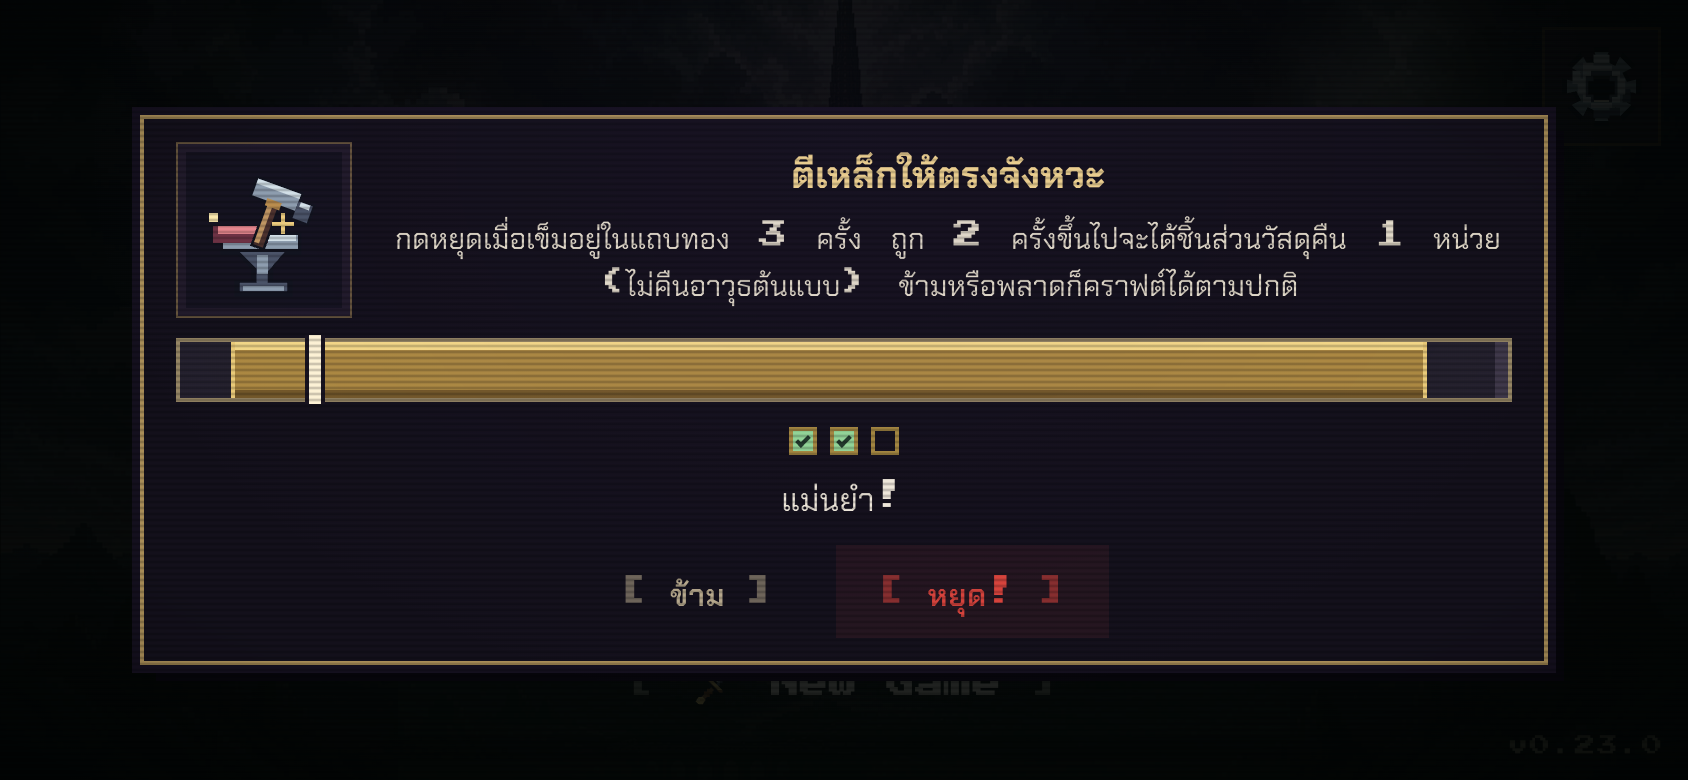 ตีเหล็กให้ตรงจังหวะ
กดหยุดเมื่อเข็มอยู่ในแถบทอง 3 ครั้ง ถูก 2 ครั้งขึ้นไปจะได้ชิ้นส่วนวัสดุคืน 1 หน่วย
(ไม่คืนอาวุธต้นแบบ) ข้ามหรือพลาดก็คราฟต์ได้ตามปกติ
แม่นยำ!
[ ข้าม ] [ หยุด! ]
[ New Game ]
v0.23.0